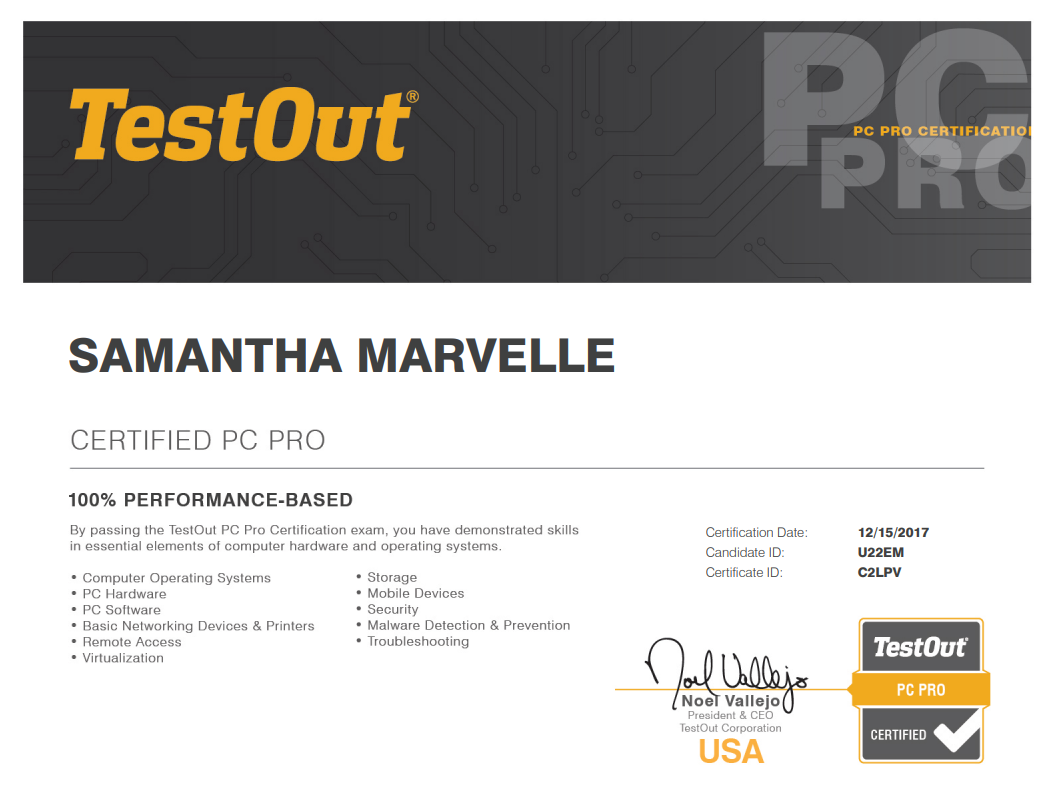 TestOut®
PC
PC PRO CERTIFICATION
PRO
SAMANTHA MARVELLE
CERTIFIED PC PRO
100% PERFORMANCE-BASED
By passing the TestOut PC Pro Certification exam, you have demonstrated skills
in essential elements of computer hardware and operating systems.
• Computer Operating Systems
• PC Hardware
• PC Software
• Basic Networking Devices & Printers
• Remote Access
• Virtualization
• Storage
• Mobile Devices
• Security
• Malware Detection & Prevention
• Troubleshooting
Certification Date: 12/15/2017
Candidate ID: U22EM
Certificate ID: C2LPV
Noel Vallejo
Noel Vallejo
President & CEO
TestOut Corporation
USA
TestOut®
PC PRO
CERTIFIED